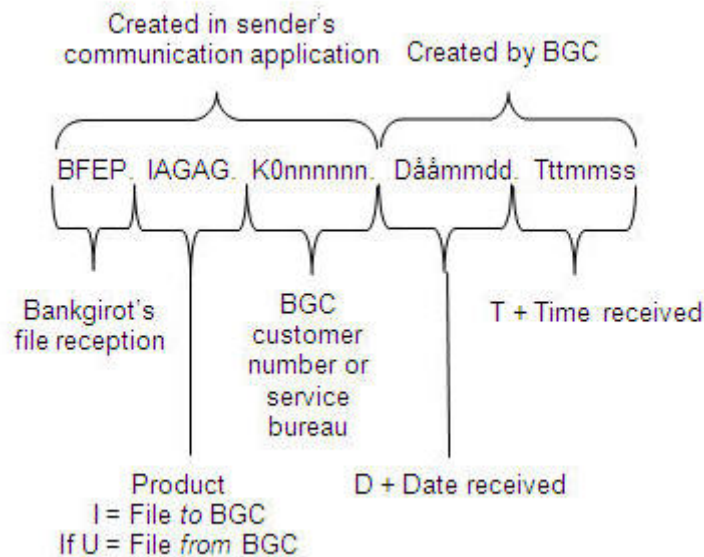 Created in sender's
communication application
Created by BGC
BFEP. IAGAG. K0nnnnnn. Dååmmdd. Tttmmss
Bankgirot's
file reception
BGC
customer
number or
service
bureau
T + Time received
Product
I = File to BGC
If U = File from BGC
D + Date received